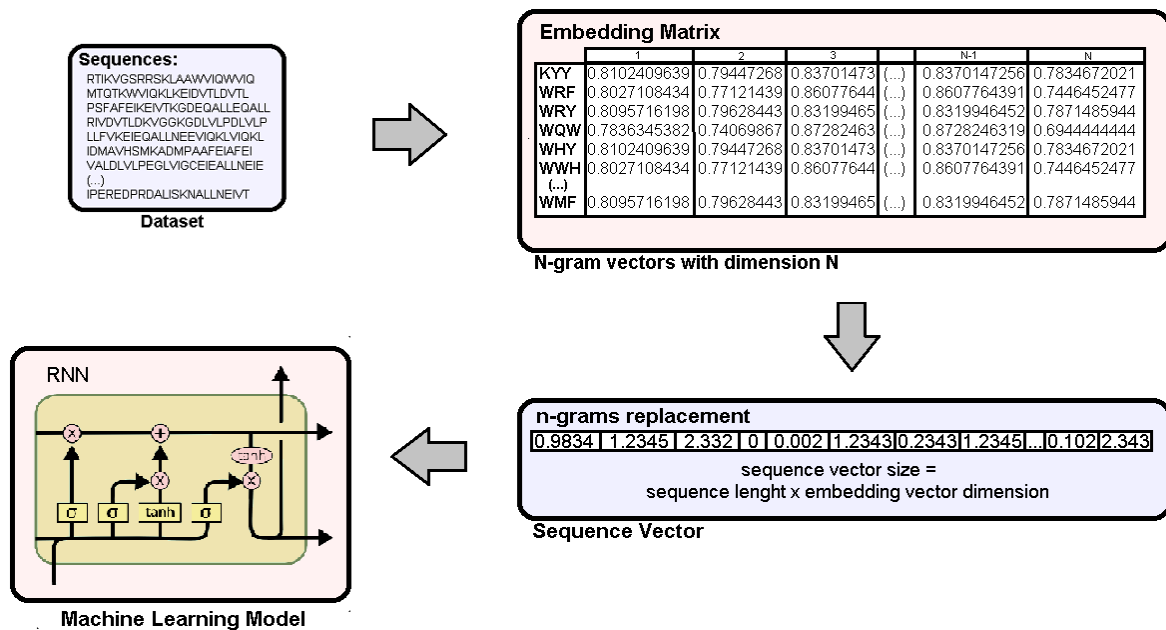 Sequences:
RTIKVGSRRSKLAAWVIQWVIQ
MTQTKWVIQKLKEIDVTLDVTL
PSFAFEIKEIVTKGDEQALLEQALL
RIVDVTLDKVGGKGDLVLPDLVLP
LLFVKEIEQALLNEEVIQKLVIQKL
IDMAVHSMKADMPAAFEIAFEI
VALDLVLPEGLVIGCEIEALLNEIE
(...)
IPEREDPRDALISKNALLNEIVT
Dataset
Embedding Matrix
1 2 3 N-1 N
KYY 0.8102409639 0.79447268 0.83701473 (...) 0.8370147256 0.7834672021
WRF 0.8027108434 0.77121439 0.86077644 (...) 0.8607764391 0.7446452477
WRY 0.8095716198 0.79628443 0.83199465 (...) 0.8319946452 0.7871485944
WQW 0.7836345382 0.74069867 0.87282463 (...) 0.8728246319 0.6944444444
WHY 0.8102409639 0.79447268 0.83701473 (...) 0.8370147256 0.7834672021
WWH 0.8027108434 0.77121439 0.86077644 (...) 0.8607764391 0.7446452477
(...)
WMF 0.8095716198 0.79628443 0.83199465 (...) 0.8319946452 0.7871485944
N-gram vectors with dimension N
n-grams replacement
0.9834 1.2345 2.332 0 0.002 1.2343 0.2343 1.2345 ... 0.102 2.343
sequence vector size =
sequence lenght x embedding vector dimension
Sequence Vector
RNN
x + tanh
x x
σ σ tanh σ
Machine Learning Model